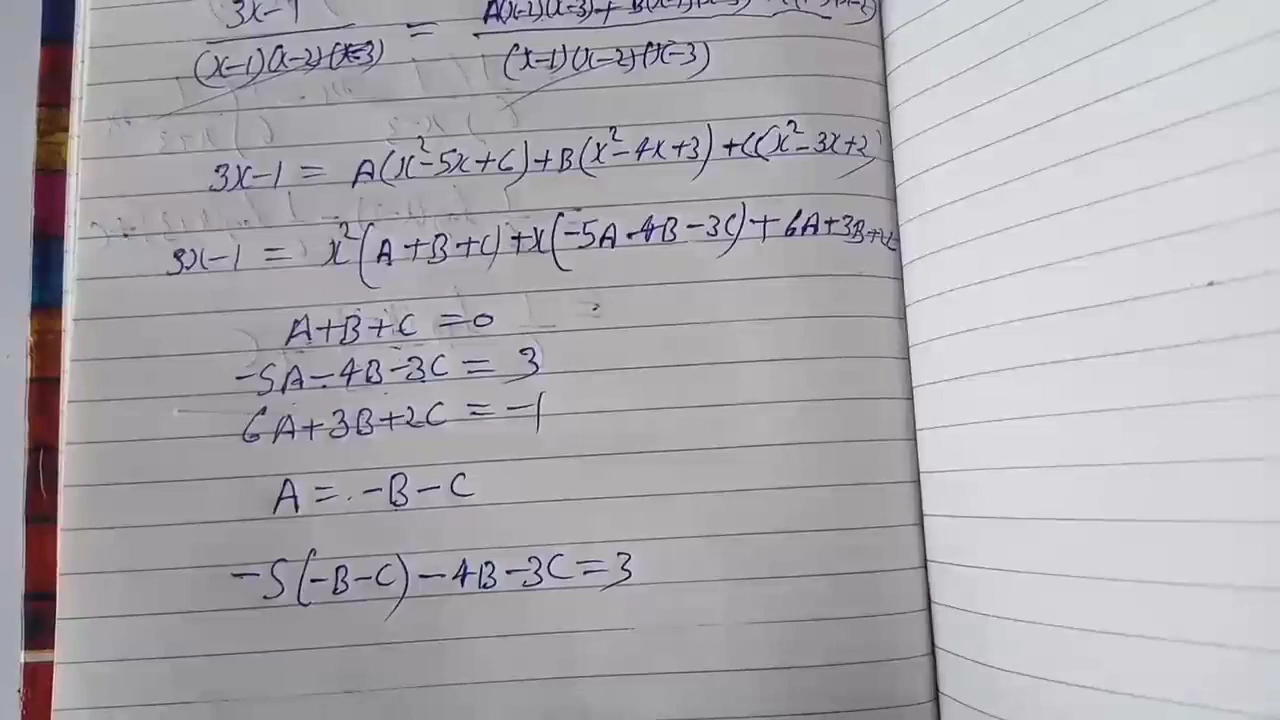 3x-1 / (x-1)(x-2)(x-3) = A(x-2)(x-3)+B(x-1)(x-3)
(x-1)(x-2)(x-3)
3x-1 = A(x²-5x+6)+B(x²-4x+3)+C(x²-3x+2)
3x-1 = x²(A+B+C)+x(-5A-4B-3C)+6A+3B+2C
A+B+C=0
-5A-4B-3C=3
6A+3B+2C=-1
A=-B-C
-5(-B-C)-4B-3C=3